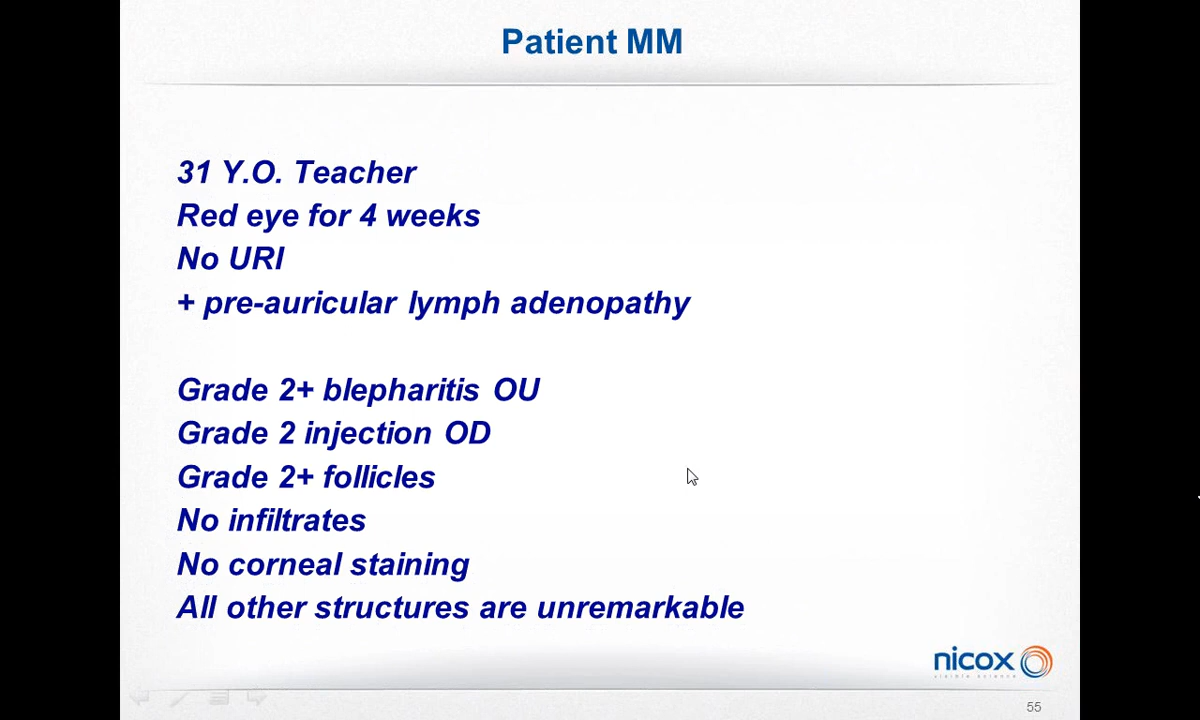 Patient MM
31 Y.O. Teacher
Red eye for 4 weeks
No URI
+ pre-auricular lymph adenopathy
Grade 2+ blepharitis OU
Grade 2 injection OD
Grade 2+ follicles
No infiltrates
No corneal staining
All other structures are unremarkable
nicox
visible science
55